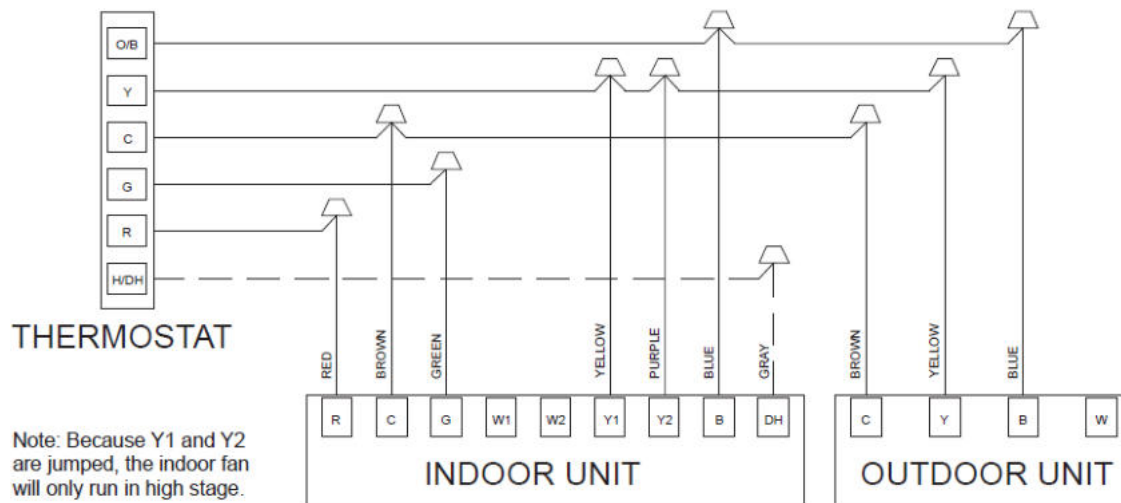 O/B
Y
C
G
R
H/DH
THERMOSTAT
RED
BROWN
GREEN
YELLOW
PURPLE
BLUE
GRAY
BROWN
YELLOW
BLUE
R
C
G
W1
W2
Y1
Y2
B
DH
C
Y
B
W
INDOOR UNIT
OUTDOOR UNIT
Note: Because Y1 and Y2
are jumped, the indoor fan
will only run in high stage.